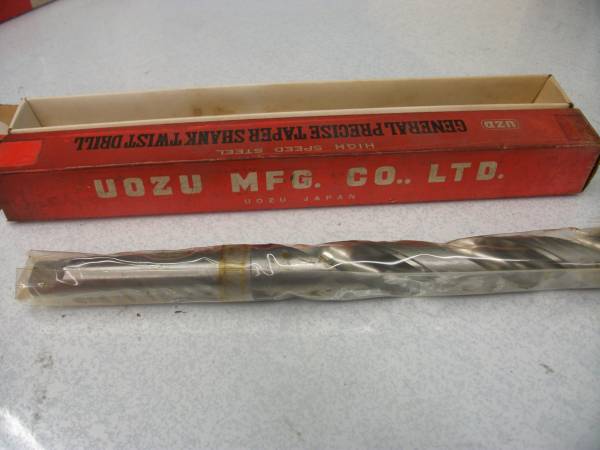 UZD
GENERAL PRECISE TAPER SHANK TWIST DRILL
HIGH SPEED STEEL
UOZU MFG. CO., LTD.
UOZU JAPAN